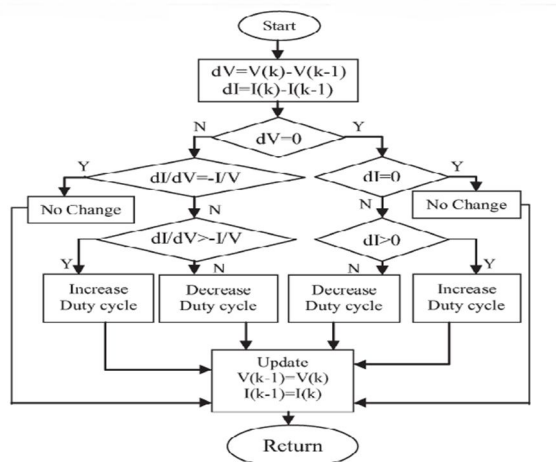 Start
dV=V(k)-V(k-1)
dI=I(k)-I(k-1)
N
dV=0
Y
Y
dI/dV=-I/V
dI=0
Y
No Change
N
N
No Change
dI/dV>-I/V
dI>0
Y
N
N
Y
Increase
Duty cycle
Decrease
Duty cycle
Decrease
Duty cycle
Increase
Duty cycle
Update
V(k-1)=V(k)
I(k-1)=I(k)
Return